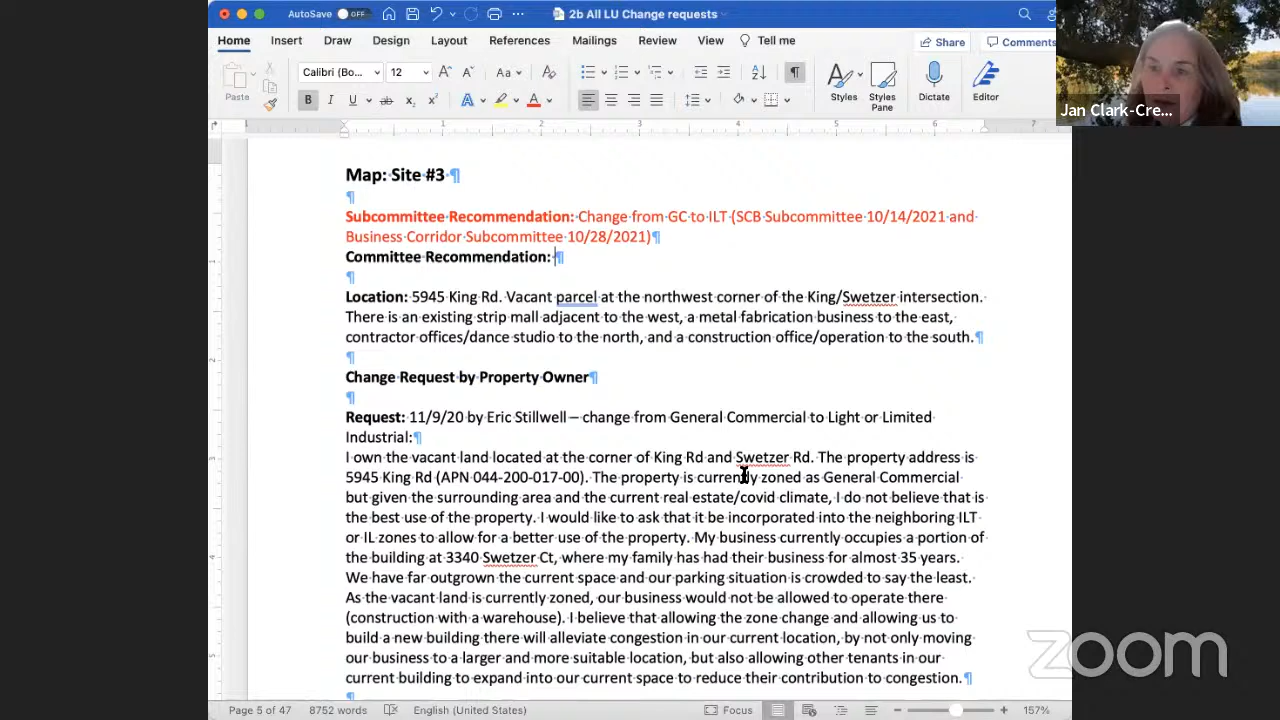 AutoSave OFF 2b All LU Change requests
Home Insert Draw Design Layout References Mailings Review View Tell me Share Comments
Calibri (Bo... 12
Paste Styles Styles Pane Dictate Editor
Jan Clark-Cre...
1 2 3 4 5 6 7
Map: Site #3
Subcommittee Recommendation: Change from GC to ILT (SCB Subcommittee 10/14/2021 and
Business Corridor Subcommittee 10/28/2021)
Committee Recommendation:
Location: 5945 King Rd. Vacant parcel at the northwest corner of the King/Swetzer intersection.
There is an existing strip mall adjacent to the west, a metal fabrication business to the east,
contractor offices/dance studio to the north, and a construction office/operation to the south.
Change Request by Property Owner
Request: 11/9/20 by Eric Stillwell – change from General Commercial to Light or Limited
Industrial:
I own the vacant land located at the corner of King Rd and Swetzer Rd. The property address is
5945 King Rd (APN 044-200-017-00). The property is currently zoned as General Commercial
but given the surrounding area and the current real estate/covid climate, I do not believe that is
the best use of the property. I would like to ask that it be incorporated into the neighboring ILT
or IL zones to allow for a better use of the property. My business currently occupies a portion of
the building at 3340 Swetzer Ct, where my family has had their business for almost 35 years.
We have far outgrown the current space and our parking situation is crowded to say the least.
As the vacant land is currently zoned, our business would not be allowed to operate there
(construction with a warehouse). I believe that allowing the zone change and allowing us to
build a new building there will alleviate congestion in our current location, by not only moving
our business to a larger and more suitable location, but also allowing other tenants in our
current building to expand into our current space to reduce their contribution to congestion.
zoom
Page 5 of 47 8752 words English (United States) Focus 157%